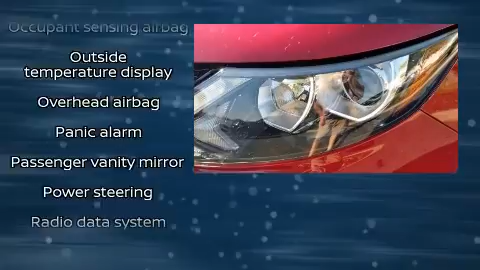 Occupant sensing airbag
Outside
temperature display
Overhead airbag
Panic alarm
Passenger vanity mirror
Power steering
Radio data system